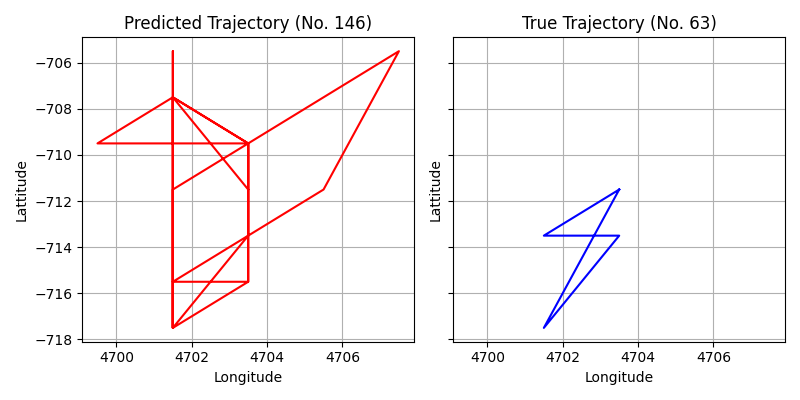 Predicted Trajectory (No. 146)
True Trajectory (No. 63)
−706
−708
−710
−712
−714
−716
−718
Lattitude
Lattitude
4700 4702 4704 4706
4700 4702 4704 4706
Longitude
Longitude